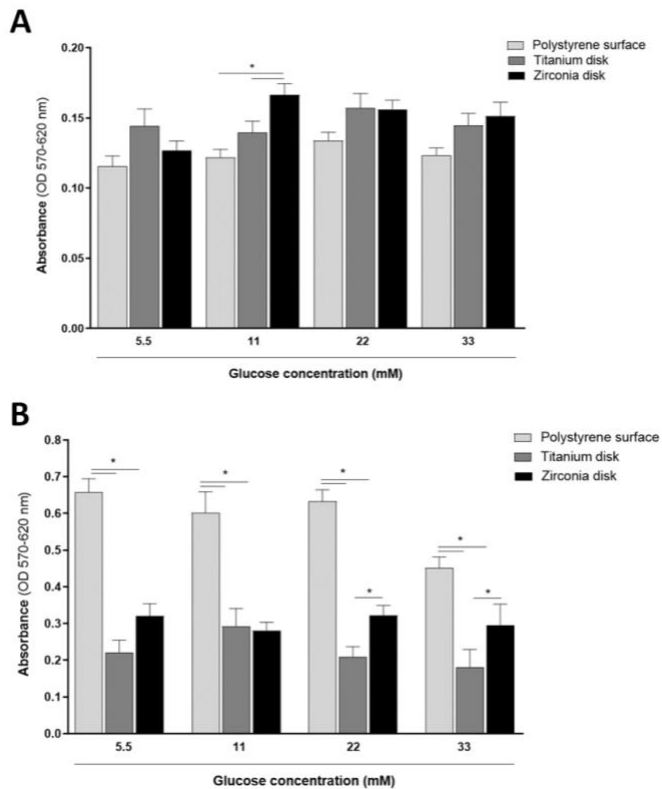 A
0.20
0.15
0.10
0.05
0.00
Absorbance (OD 570-620 nm)
*
Polystyrene surface
Titanium disk
Zirconia disk
5.5 11 22 33
Glucose concentration (mM)
B
0.8
0.7
0.6
0.5
0.4
0.3
0.2
0.1
0.0
Absorbance (OD 570-620 nm)
Polystyrene surface
Titanium disk
Zirconia disk
* * * *
* *
5.5 11 22 33
Glucose concentration (mM)